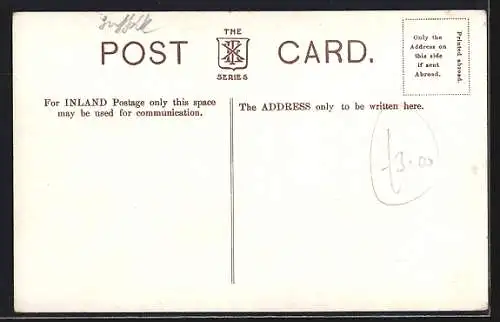 Suffolk
THE
POST CARD.
SERIES
Only the
Address on
this side
if sent
Abroad.
Printed abroad.
For INLAND Postage only this space
may be used for communication.
The ADDRESS only to be written here.
£3.00